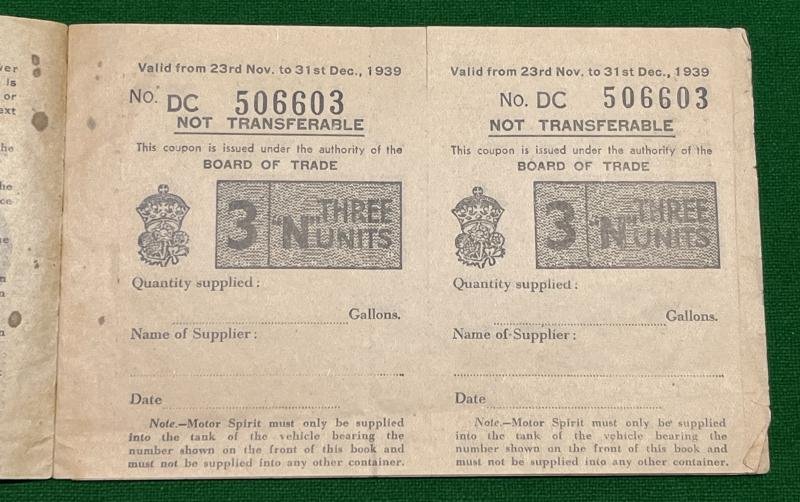 ver
is
or
ext
the
he
ce
e
n
n
Valid from 23rd Nov. to 31st Dec., 1939
No. DC 506603
NOT TRANSFERABLE
This coupon is issued under the authority of the
BOARD OF TRADE
3 "N" THREE
UNITS
Quantity supplied :
Gallons.
Name of Supplier :
Date
Note.—Motor Spirit must only be supplied
into the tank of the vehicle bearing the
number shown on the front of this book and
must not be supplied into any other container.
Valid from 23rd Nov. to 31st Dec., 1939
No. DC 506603
NOT TRANSFERABLE
This coupon is issued under the authority of the
BOARD OF TRADE
3 "N" THREE
UNITS
Quantity supplied :
Gallons.
Name of Supplier :
Date
Note.—Motor Spirit must only be supplied
into the tank of the vehicle bearing the
number shown on the front of this book and
must not be supplied into any other container.